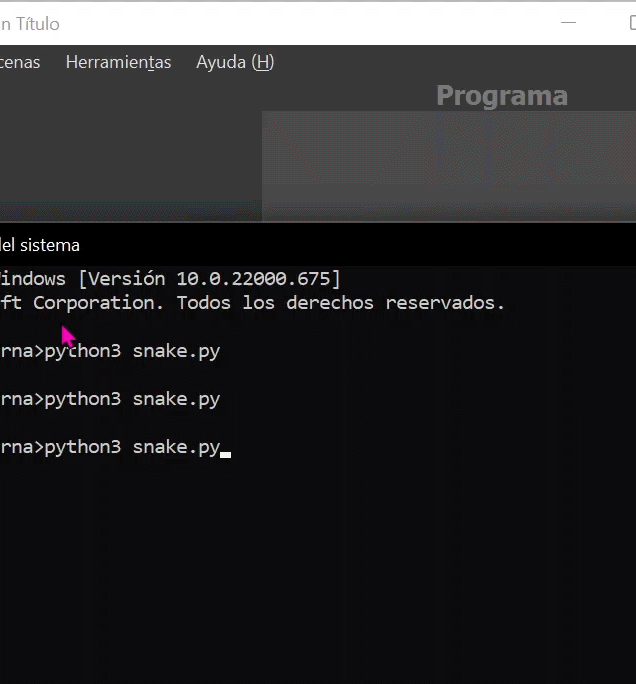 n Título
cenas Herramientas Ayuda (H)
Programa
del sistema
indows [Versión 10.0.22000.675]
ft Corporation. Todos los derechos reservados.
rna>python3 snake.py
rna>python3 snake.py
rna>python3 snake.py